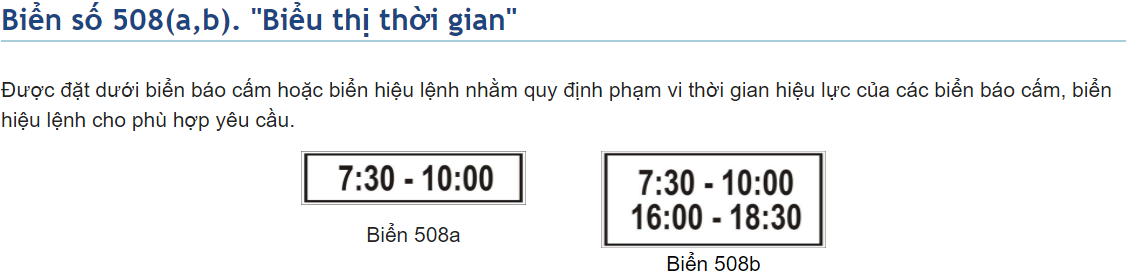 Biển số 508(a,b). "Biểu thị thời gian"
Được đặt dưới biển báo cấm hoặc biển hiệu lệnh nhằm quy định phạm vi thời gian hiệu lực của các biển báo cấm, biển
hiệu lệnh cho phù hợp yêu cầu.
7:30 - 10:00
Biển 508a
7:30 - 10:00
16:00 - 18:30
Biển 508b